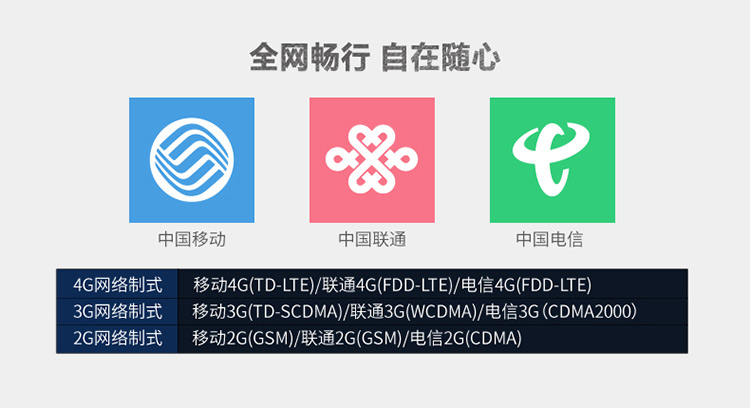 全网畅行 自在随心
中国移动 中国联通 中国电信
4G网络制式 移动4G(TD-LTE)/联通4G(FDD-LTE)/电信4G(FDD-LTE)
3G网络制式 移动3G(TD-SCDMA)/联通3G(WCDMA)/电信3G（CDMA2000）
2G网络制式 移动2G(GSM)/联通2G(GSM)/电信2G(CDMA)